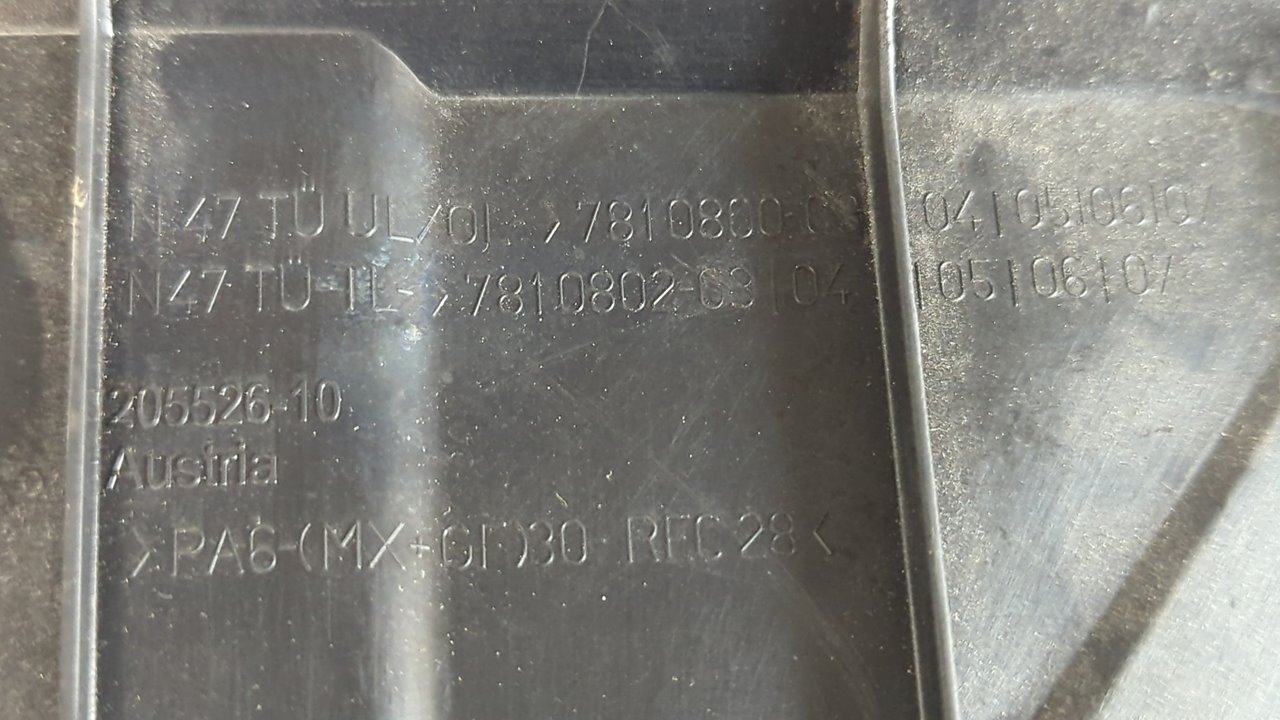 N47 TÜ UL/OL -> 7810800-03 | 04 | 05 | 06 | 07
N47 TÜ-IL-> 7810802-03 | 04 | 05 | 06 | 07
205526-10
Austria
>PA6-(MX+GF)30- REC 28<